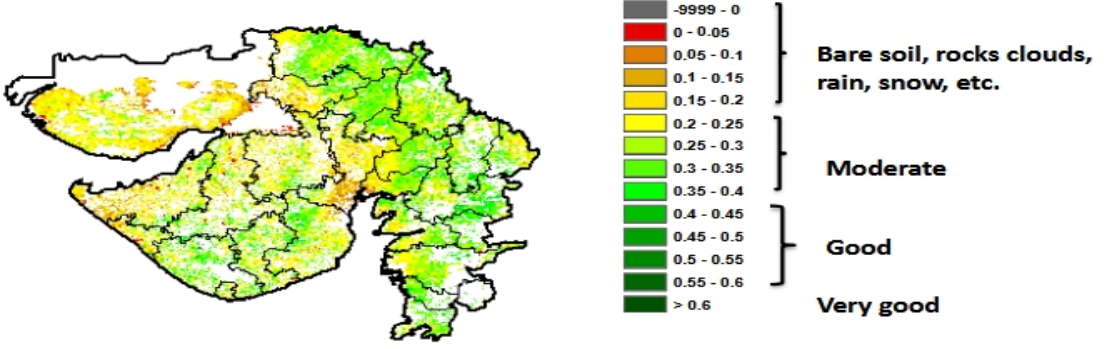 -9999 - 0
0 - 0.05
0.05 - 0.1
0.1 - 0.15
0.15 - 0.2
0.2 - 0.25
0.25 - 0.3
0.3 - 0.35
0.35 - 0.4
0.4 - 0.45
0.45 - 0.5
0.5 - 0.55
0.55 - 0.6
> 0.6
Bare soil, rocks clouds,
rain, snow, etc.
Moderate
Good
Very good